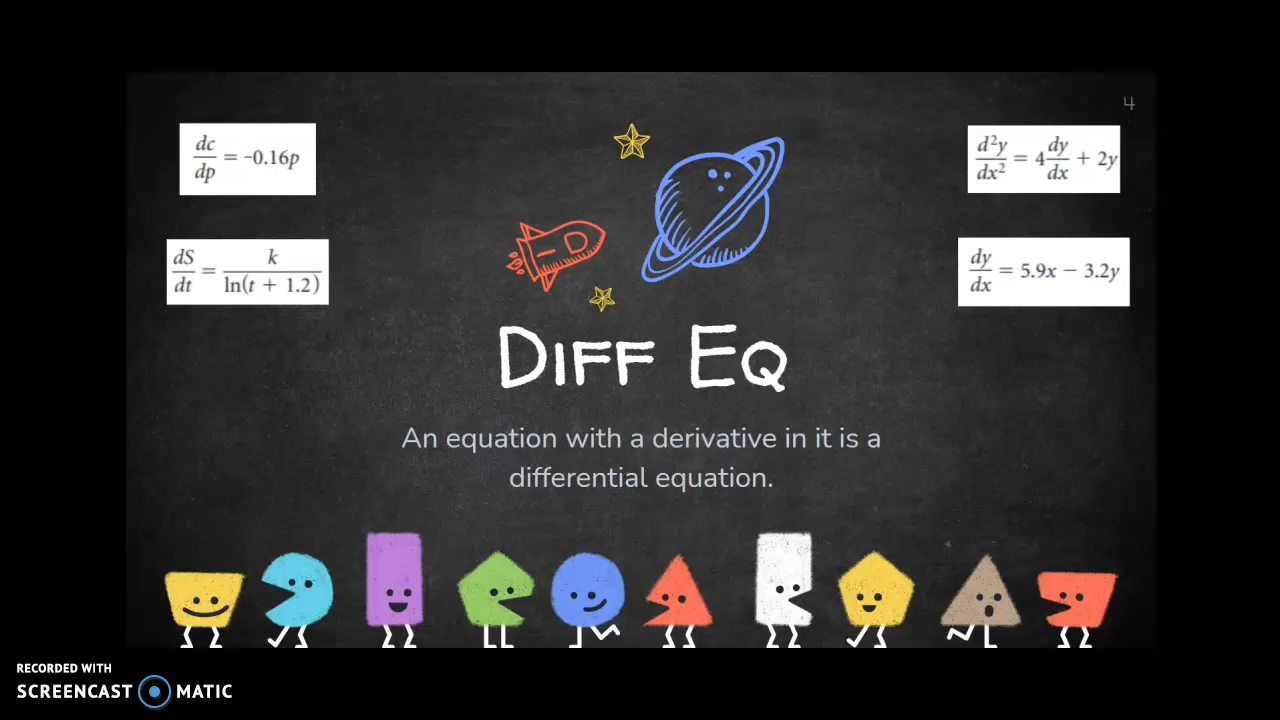 4
dc/dp = -0.16p
d²y/dx² = 4 dy/dx + 2y
dS/dt = k/ln(t + 1.2)
dy/dx = 5.9x − 3.2y
DIFF EQ
An equation with a derivative in it is a
differential equation.
RECORDED WITH
SCREENCAST MATIC